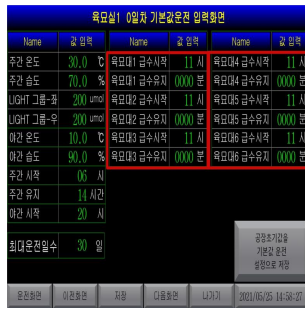 육묘실1 0일차 기본값운전 입력화면
Name 값 입력 Name 값 입력 Name 값 입력
주간 온도 30.0 ℃ 육묘대1 급수시작 11 시 육묘대4 급수시작 11 시
주간 습도 70.0 % 육묘대1 급수유지 0000 분 육묘대4 급수유지 0000 분
LIGHT 그룹-좌 200 umol 육묘대2 급수시작 11 시 육묘대5 급수시작 11 시
LIGHT 그룹-우 200 umol 육묘대2 급수유지 0000 분 육묘대5 급수유지 0000 분
야간 온도 10.0 ℃ 육묘대3 급수시작 11 시 육묘대6 급수시작 11 시
야간 습도 90.0 % 육묘대3 급수유지 0000 분 육묘대6 급수유지 0000 분
주간 시작 06 시
주간 유지 14 시간
야간 시작 20 시
최대운전일수 30 일
공장초기값을
기본값 운전
설정으로 저장
운전화면 이전화면 저장 다음화면 나가기 2021/05/25 14:58:27